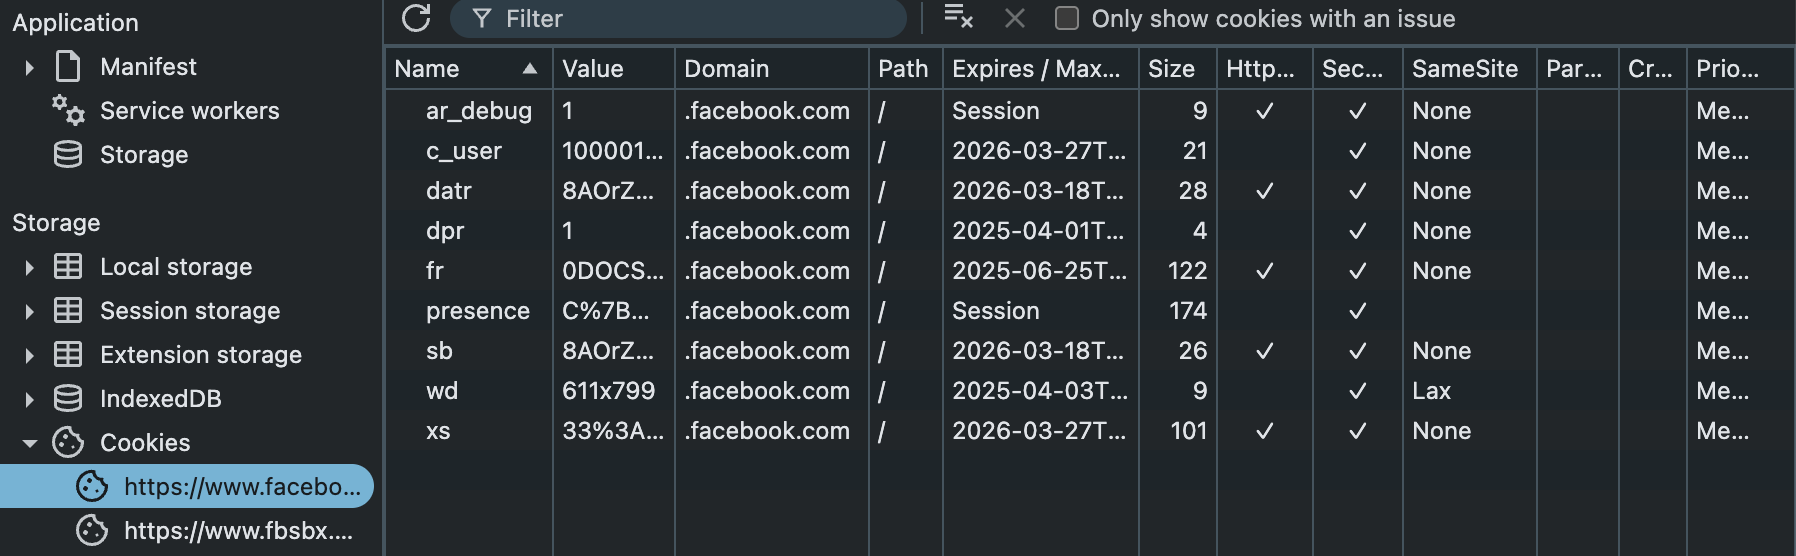 Application
Manifest
Service workers
Storage
Storage
Local storage
Session storage
Extension storage
IndexedDB
Cookies
https://www.facebo...
https://www.fbsbx....
Filter
Only show cookies with an issue
Name Value Domain Path Expires / Max... Size Http... Sec... SameSite Par... Cr... Prio...
ar_debug 1 .facebook.com / Session 9 ✓ ✓ None Me...
c_user 100001... .facebook.com / 2026-03-27T... 21 ✓ None Me...
datr 8AOrZ... .facebook.com / 2026-03-18T... 28 ✓ ✓ None Me...
dpr 1 .facebook.com / 2025-04-01T... 4 ✓ None Me...
fr 0DOCS... .facebook.com / 2025-06-25T... 122 ✓ ✓ None Me...
presence C%7B... .facebook.com / Session 174 ✓ Me...
sb 8AOrZ... .facebook.com / 2026-03-18T... 26 ✓ ✓ None Me...
wd 611x799 .facebook.com / 2025-04-03T... 9 ✓ Lax Me...
xs 33%3A... .facebook.com / 2026-03-27T... 101 ✓ ✓ None Me...